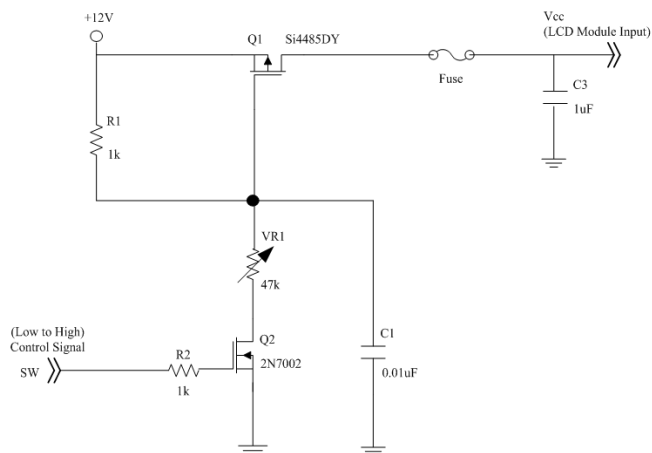 +12V
Q1
Si4485DY
Vcc
(LCD Module Input)
Fuse
C3
1uF
R1
1k
VR1
47k
(Low to High)
Control Signal
SW
R2
1k
Q2
2N7002
C1
0.01uF